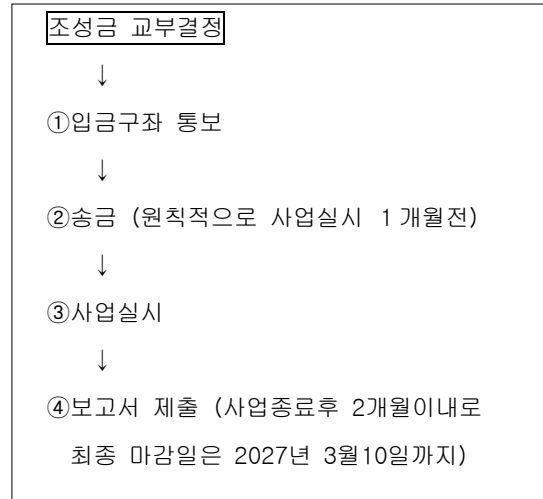 조성금 교부결정
↓
①입금구좌 통보
↓
②송금 (원칙적으로 사업실시 1개월전)
↓
③사업실시
↓
④보고서 제출 (사업종료후 2개월이내로
최종 마감일은 2027년 3월10일까지)